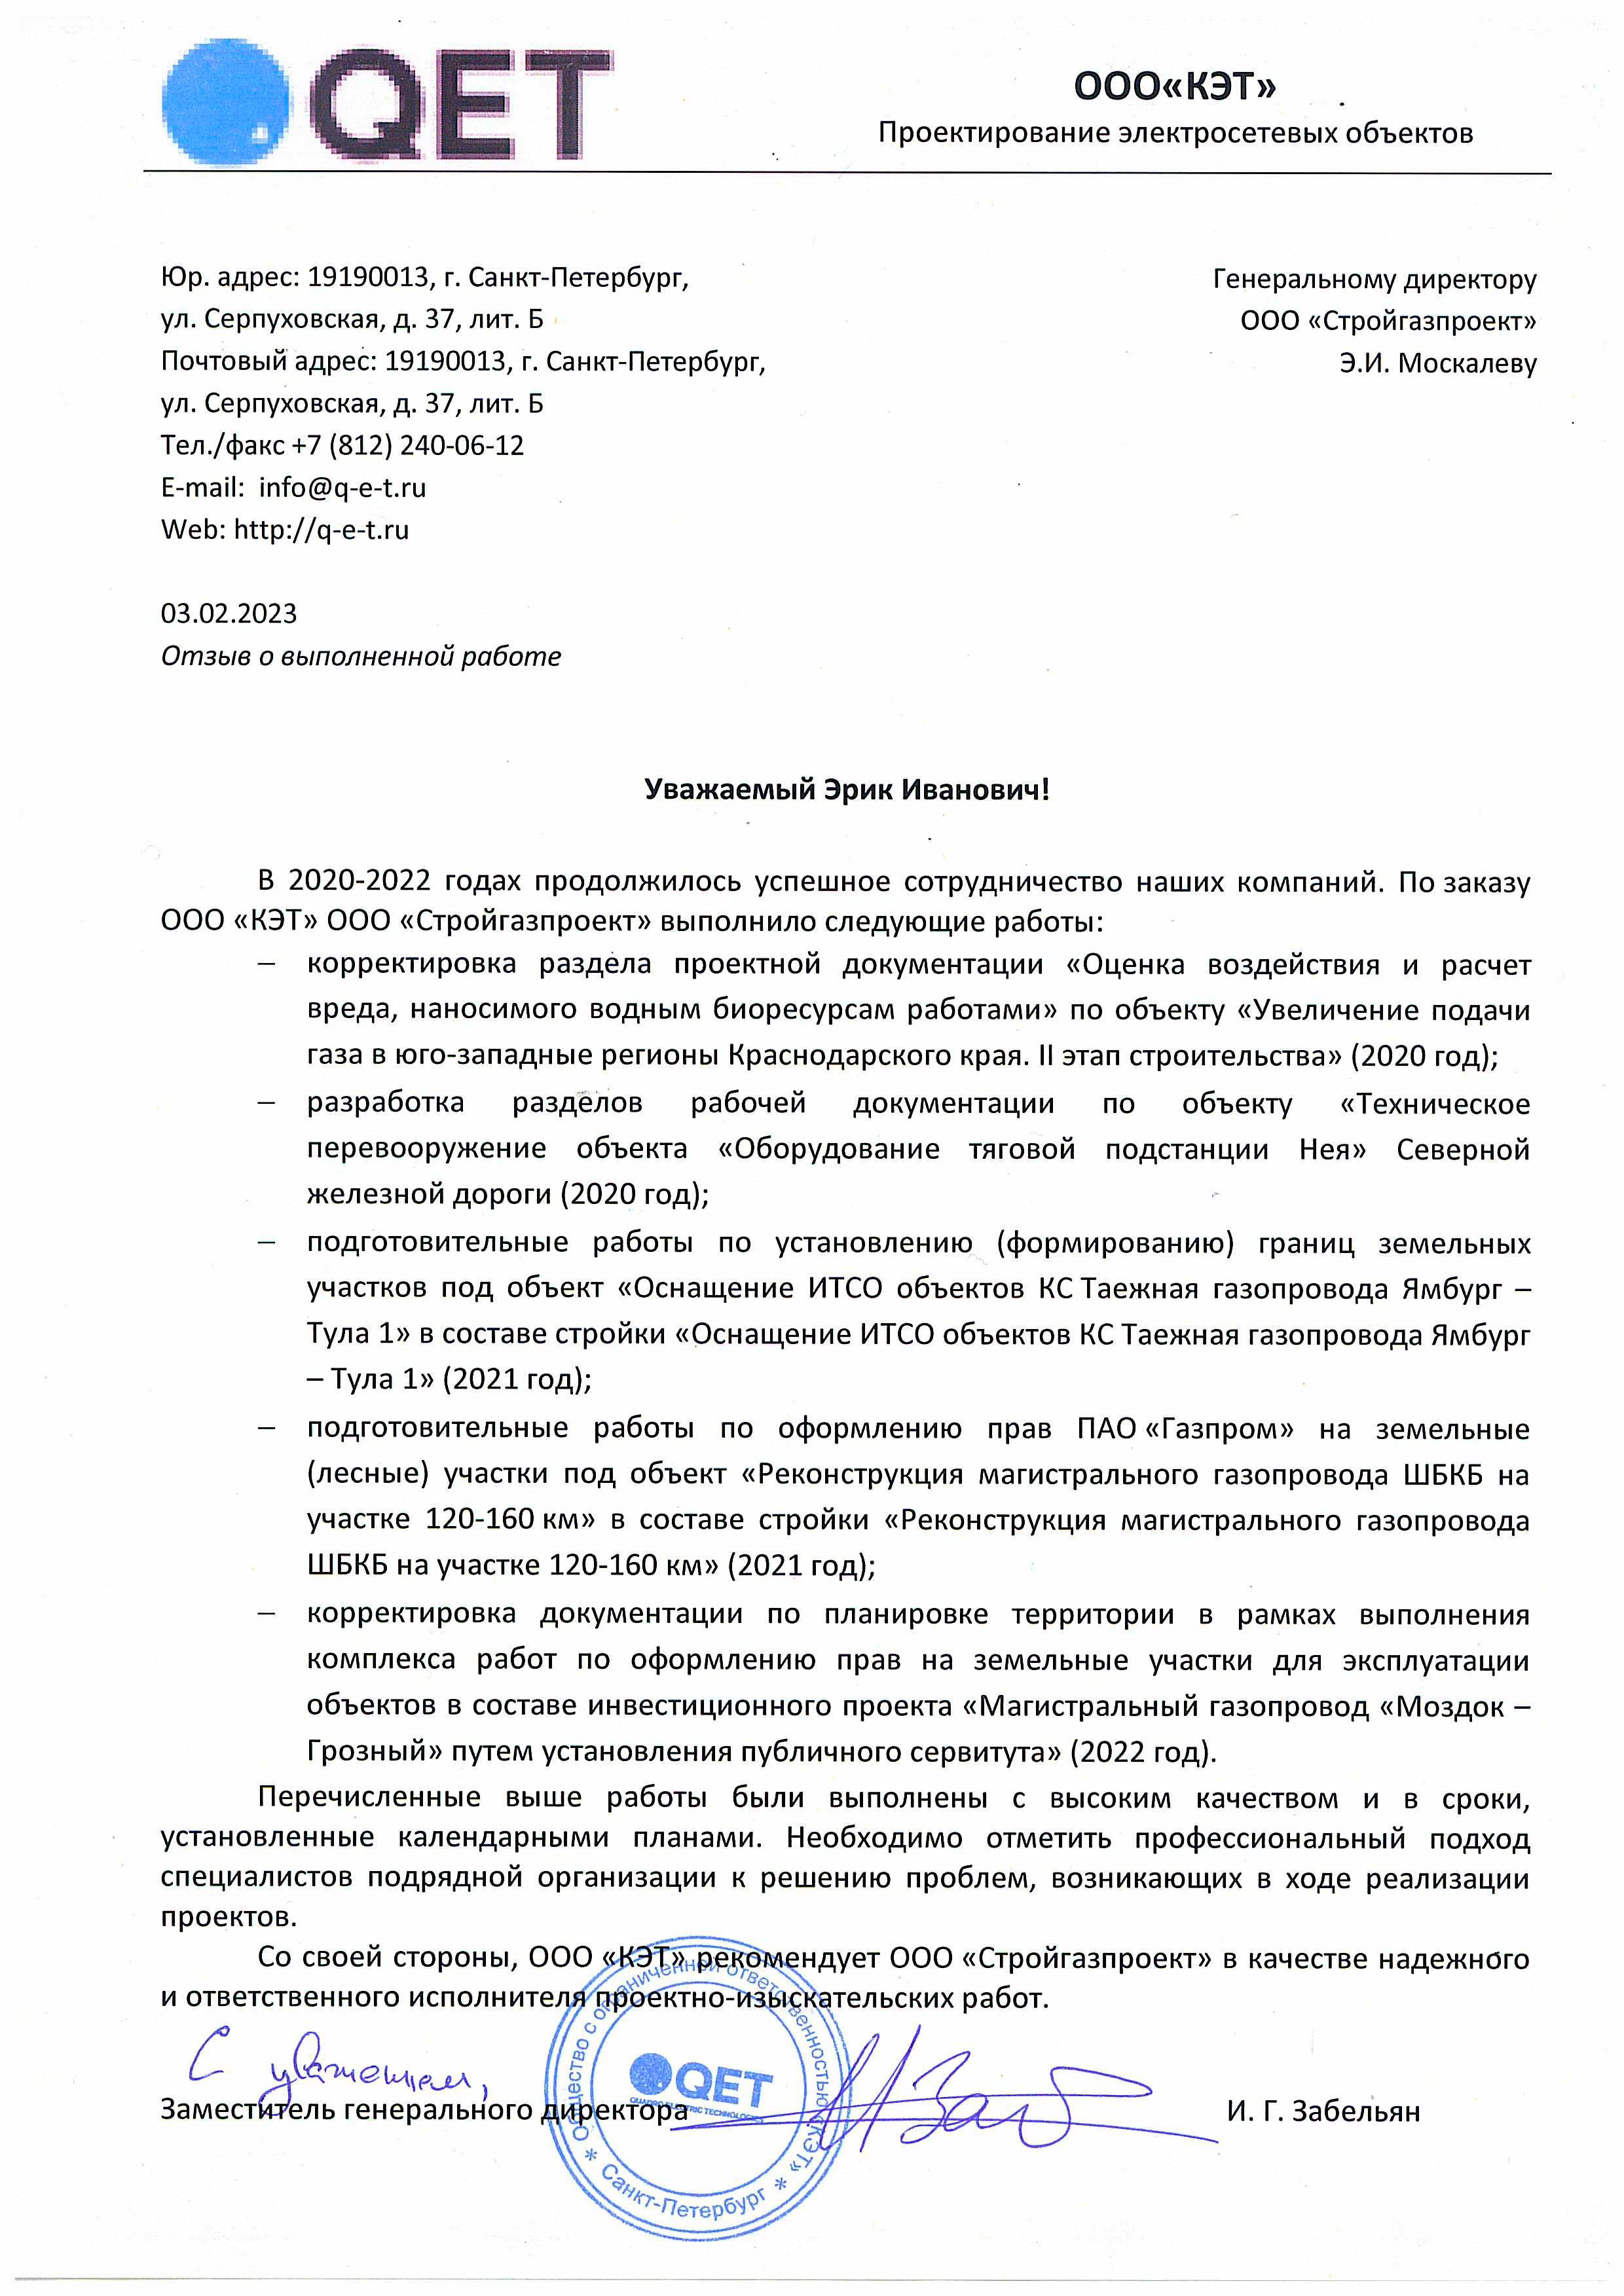 QET
ООО«КЭТ»
Проектирование электросетевых объектов
Юр. адрес: 19190013, г. Санкт-Петербург,
ул. Серпуховская, д. 37, лит. Б
Почтовый адрес: 19190013, г. Санкт-Петербург,
ул. Серпуховская, д. 37, лит. Б
Тел./факс +7 (812) 240-06-12
E-mail:  info@q-e-t.ru
Web: http://q-e-t.ru
Генеральному директору
ООО «Стройгазпроект»
Э.И. Москалеву
03.02.2023
Отзыв о выполненной работе
Уважаемый Эрик Иванович!
В 2020-2022 годах продолжилось успешное сотрудничество наших компаний. По заказу
ООО «КЭТ» ООО «Стройгазпроект» выполнило следующие работы:
– корректировка раздела проектной документации «Оценка воздействия и расчет
вреда, наносимого водным биоресурсам работами» по объекту «Увеличение подачи
газа в юго-западные регионы Краснодарского края. II этап строительства» (2020 год);
– разработка разделов рабочей документации по объекту «Техническое
перевооружение объекта «Оборудование тяговой подстанции Нея» Северной
железной дороги (2020 год);
– подготовительные работы по установлению (формированию) границ земельных
участков под объект «Оснащение ИТСО объектов КС Таежная газопровода Ямбург –
Тула 1» в составе стройки «Оснащение ИТСО объектов КС Таежная газопровода Ямбург
– Тула 1» (2021 год);
– подготовительные работы по оформлению прав ПАО «Газпром» на земельные
(лесные) участки под объект «Реконструкция магистрального газопровода ШБКБ на
участке 120-160 км» в составе стройки «Реконструкция магистрального газопровода
ШБКБ на участке 120-160 км» (2021 год);
– корректировка документации по планировке территории в рамках выполнения
комплекса работ по оформлению прав на земельные участки для эксплуатации
объектов в составе инвестиционного проекта «Магистральный газопровод «Моздок –
Грозный» путем установления публичного сервитута» (2022 год).
Перечисленные выше работы были выполнены с высоким качеством и в сроки,
установленные календарными планами. Необходимо отметить профессиональный подход
специалистов подрядной организации к решению проблем, возникающих в ходе реализации
проектов.
Со своей стороны, ООО «КЭТ» рекомендует ООО «Стройгазпроект» в качестве надежного
и ответственного исполнителя проектно-изыскательских работ.
С уважением,
Заместитель генерального директора
И. Г. Забельян
Общество с ограниченной ответственностью «КЭТ»
QET
QUADRO ELECTRIC TECHNOLOGIES
* Санкт-Петербург *